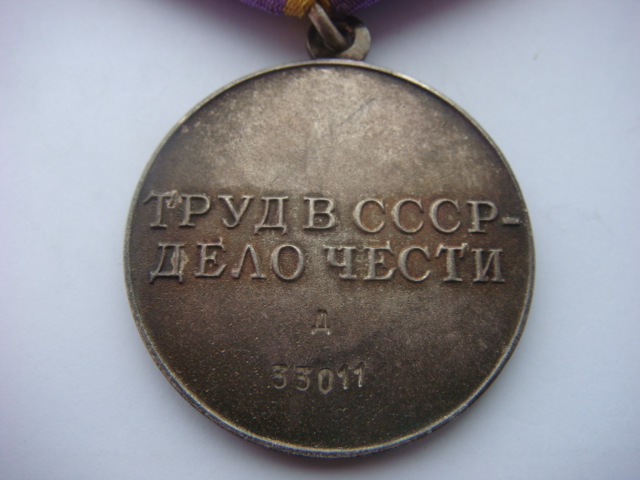 ТРУД В СССР-
ДЕЛО ЧЕСТИ
Д
33011